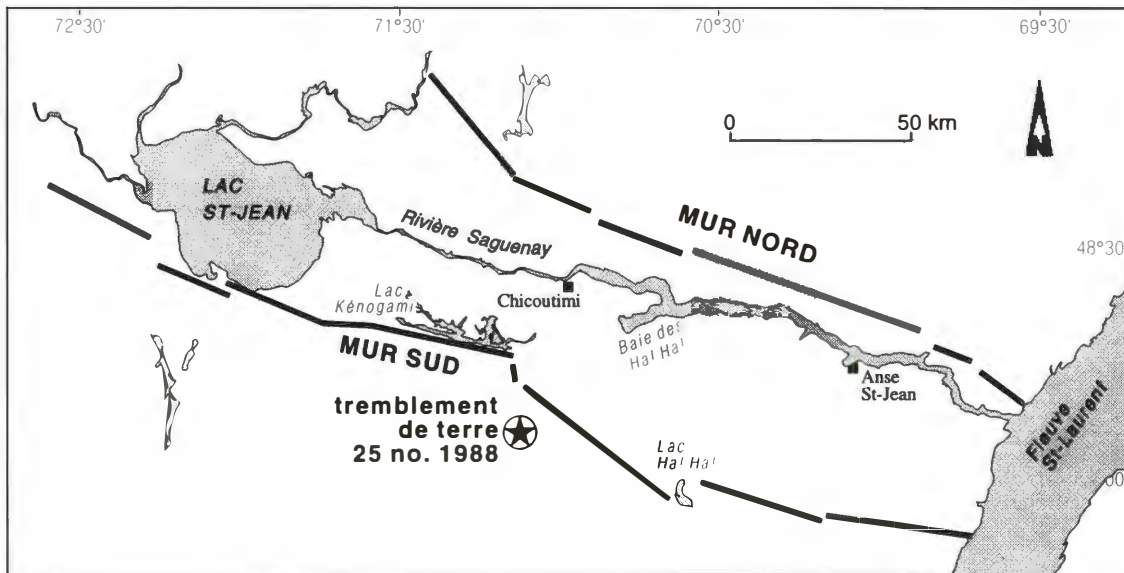 72°30'
71°30'
70°30'
69°30'
0
50 km
N
LAC
ST-JEAN
Rivière Saguenay
MUR NORD
48°30
Chicoutimi
Lac
Kénogami
Baie des
Ha! Ha!
MUR SUD
Anse
St-Jean
tremblement
de terre
25 no. 1988
Fleuve
St-Laurent
Lac
Ha! Ha!
00